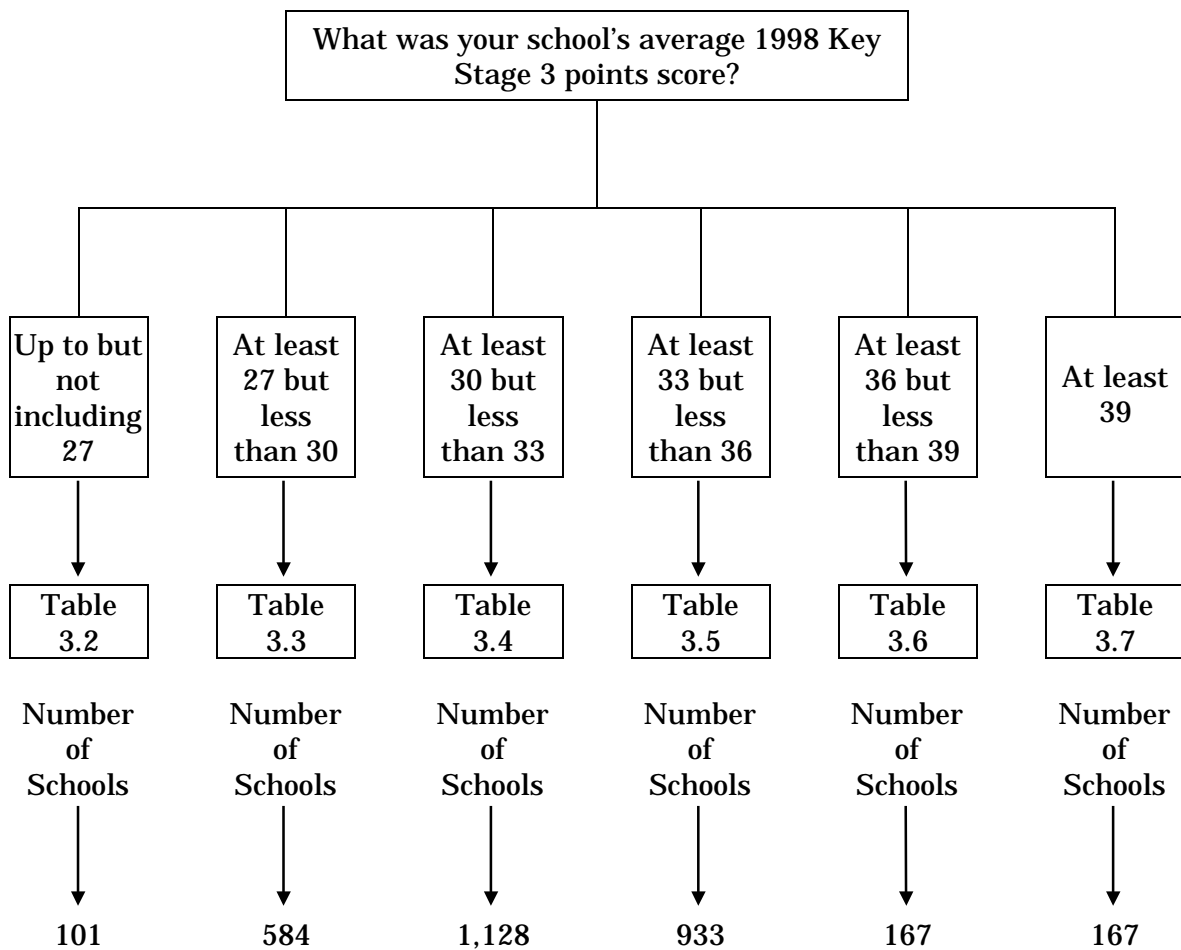 What was your school's average 1998 Key
Stage 3 points score?
Up to but
not
including
27
At least
27 but
less
than 30
At least
30 but
less
than 33
At least
33 but
less
than 36
At least
36 but
less
than 39
At least
39
Table
3.2
Table
3.3
Table
3.4
Table
3.5
Table
3.6
Table
3.7
Number
of
Schools
Number
of
Schools
Number
of
Schools
Number
of
Schools
Number
of
Schools
Number
of
Schools
101
584
1,128
933
167
167